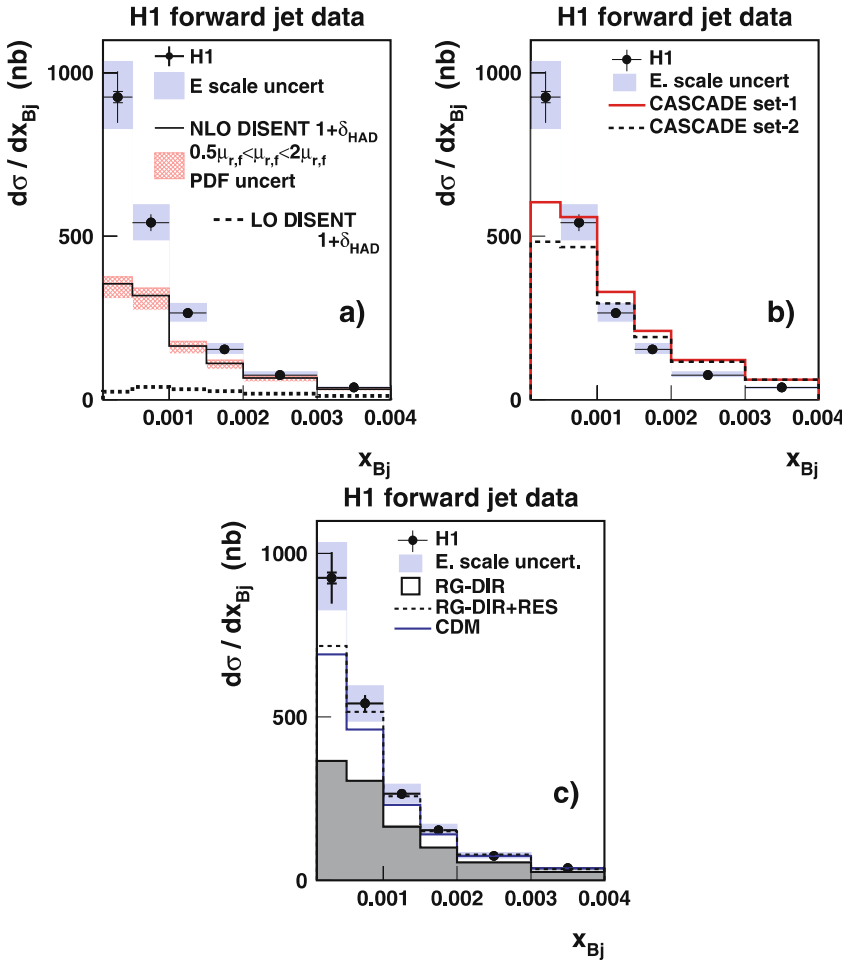 H1 forward jet data
dσ / dx_Bj (nb)
1000
500
0
H1
E scale uncert
NLO DISENT 1+δ_HAD
0.5μ_r,f<μ_r,f<2μ_r,f
PDF uncert
LO DISENT
1+δ_HAD
a)
0.001 0.002 0.003 0.004
x_Bj
H1 forward jet data
dσ / dx_Bj (nb)
1000
500
0
H1
E. scale uncert
CASCADE set-1
CASCADE set-2
b)
0.001 0.002 0.003 0.004
x_Bj
H1 forward jet data
dσ / dx_Bj (nb)
1000
500
0
H1
E. scale uncert.
RG-DIR
RG-DIR+RES
CDM
c)
0.001 0.002 0.003 0.004
x_Bj